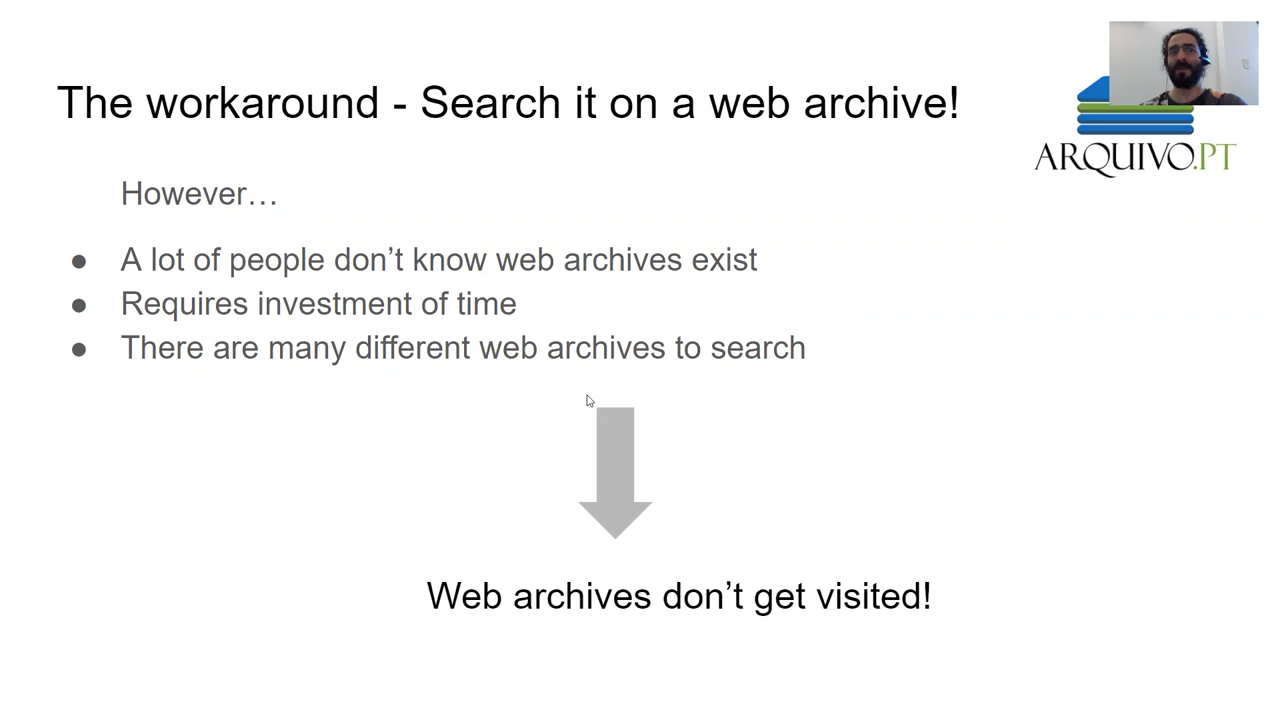 The workaround - Search it on a web archive!
ARQUIVO.PT
However…
● A lot of people don’t know web archives exist
● Requires investment of time
● There are many different web archives to search
Web archives don’t get visited!